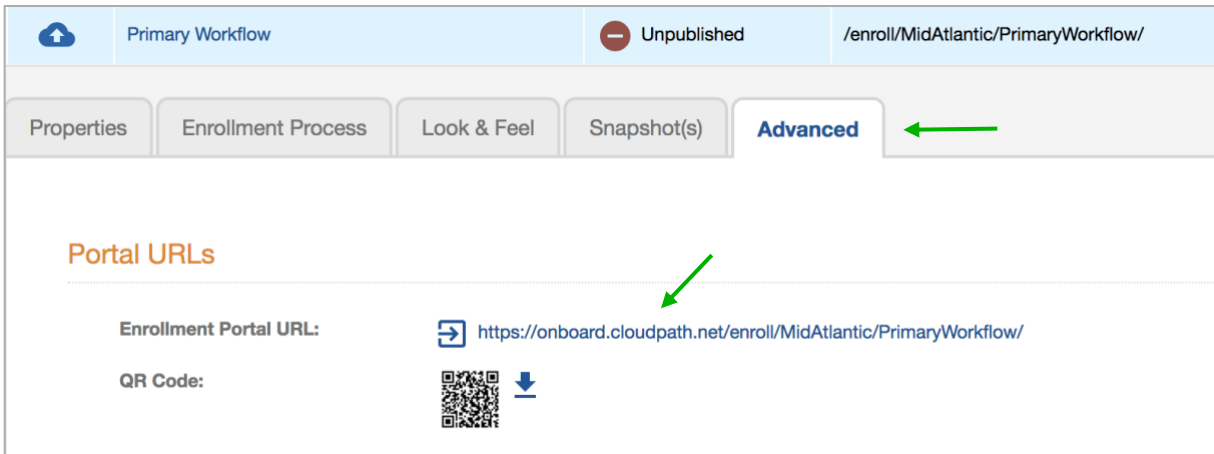 Primary Workflow Unpublished /enroll/MidAtlantic/PrimaryWorkflow/
Properties Enrollment Process Look & Feel Snapshot(s) Advanced
Portal URLs
Enrollment Portal URL: https://onboard.cloudpath.net/enroll/MidAtlantic/PrimaryWorkflow/
QR Code: